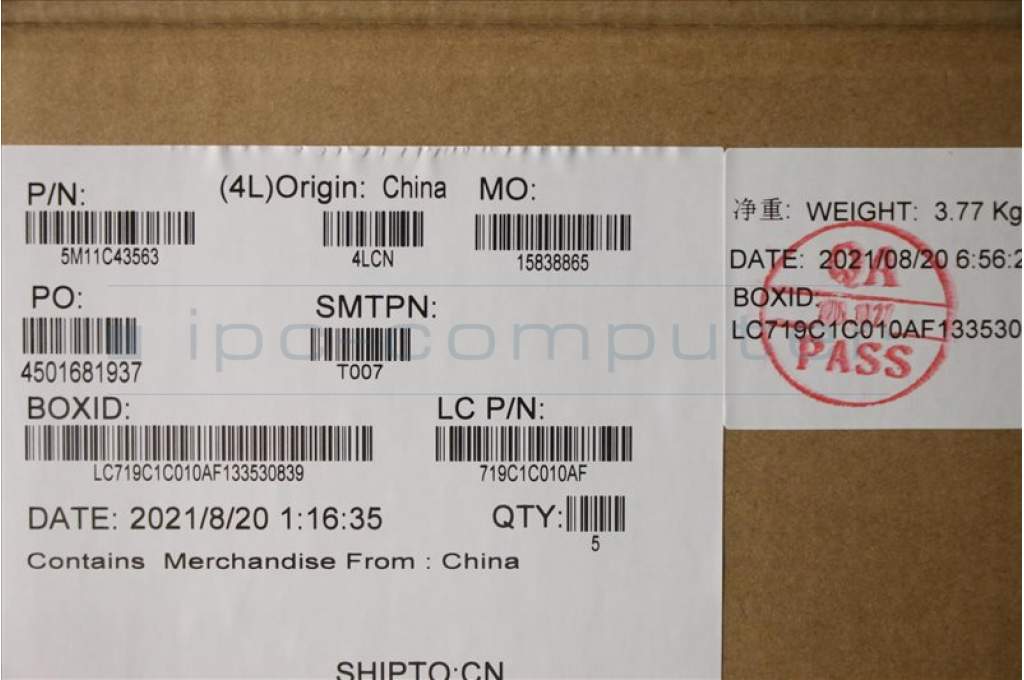 P/N:
5M11C43563
(4L)Origin: China
4LCN
MO:
15838865
PO:
4501681937
SMTPN:
T007
BOXID:
LC719C1C010AF133530839
LC P/N:
719C1C010AF
DATE: 2021/8/20 1:16:35
QTY:
5
Contains Merchandise From : China
SHIPTO:CN
净重: WEIGHT: 3.77 Kg
DATE: 2021/08/20 6:56:2
BOXID:
LC719C1C010AF133530
QA
PASS
ipc-compute